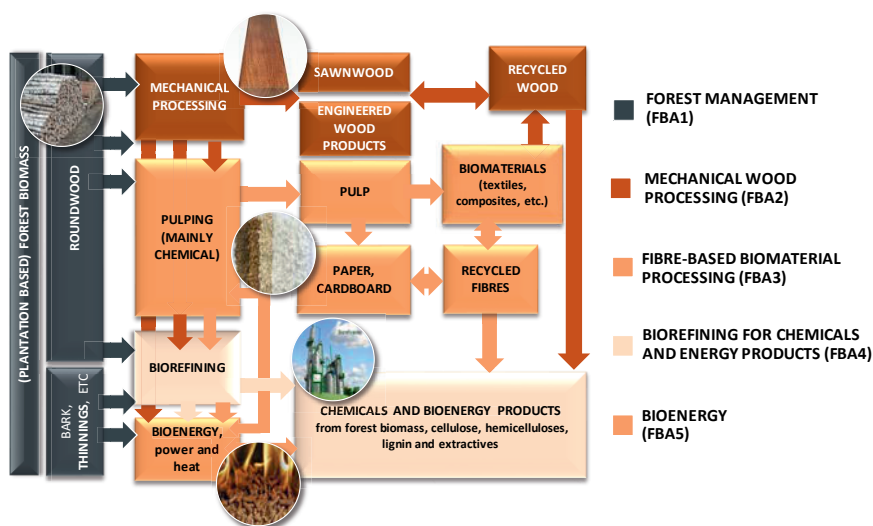 (PLANTATION BASED) FOREST BIOMASS
ROUNDWOOD
BARK,
THINNINGS, ETC
MECHANICAL
PROCESSING
PULPING
(MAINLY
CHEMICAL)
BIOREFINING
BIOENERGY,
power and
heat
SAWNWOOD
ENGINEERED
WOOD
PRODUCTS
PULP
PAPER,
CARDBOARD
RECYCLED
WOOD
BIOMATERIALS
(textiles,
composites, etc.)
RECYCLED
FIBRES
CHEMICALS AND BIOENERGY PRODUCTS
from forest biomass, cellulose, hemicelluloses,
lignin and extractives
FOREST MANAGEMENT
(FBA1)
MECHANICAL WOOD
PROCESSING (FBA2)
FIBRE-BASED BIOMATERIAL
PROCESSING (FBA3)
BIOREFINING FOR CHEMICALS
AND ENERGY PRODUCTS (FBA4)
BIOENERGY
(FBA5)